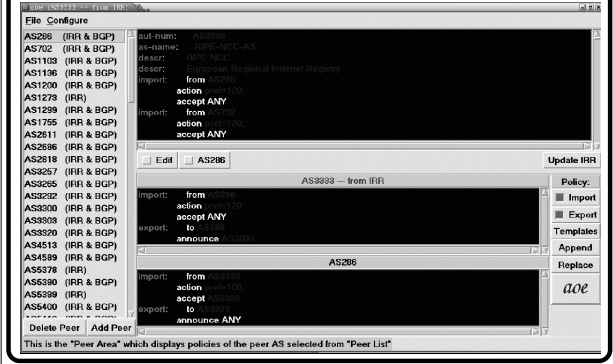 aoe (AS3333 -- from IRR)
File Configure
AS286 (IRR & BGP)
AS702 (IRR & BGP)
AS1103 (IRR & BGP)
AS1136 (IRR & BGP)
AS1200 (IRR & BGP)
AS1273 (IRR)
AS1299 (IRR & BGP)
AS1755 (IRR & BGP)
AS2611 (IRR & BGP)
AS2686 (IRR & BGP)
AS2818 (IRR & BGP)
AS3257 (IRR & BGP)
AS3265 (IRR & BGP)
AS3292 (IRR & BGP)
AS3300 (IRR & BGP)
AS3303 (IRR & BGP)
AS3320 (IRR & BGP)
AS4513 (IRR & BGP)
AS4589 (IRR & BGP)
AS5378 (IRR)
AS5390 (IRR & BGP)
AS5399 (IRR)
AS5400 (IRR & BGP)
Delete Peer Add Peer
aut-num: AS3333
as-name: RIPE-NCC-AS
descr: RIPE NCC
descr: European Regional Internet Registry
import: from AS286
action pref=120;
accept ANY
import: from AS702
action pref=120;
accept ANY
Edit AS286 Update IRR
AS3333 -- from IRR
import: from AS286
action pref=120;
accept ANY
export: to AS286
announce AS3333
AS286
import: from AS3333
action pref=100;
accept AS3333
export: to AS3333
announce ANY
Policy:
Import
Export
Templates
Append
Replace
aoe
This is the "Peer Area" which displays policies of the peer AS selected from "Peer List"